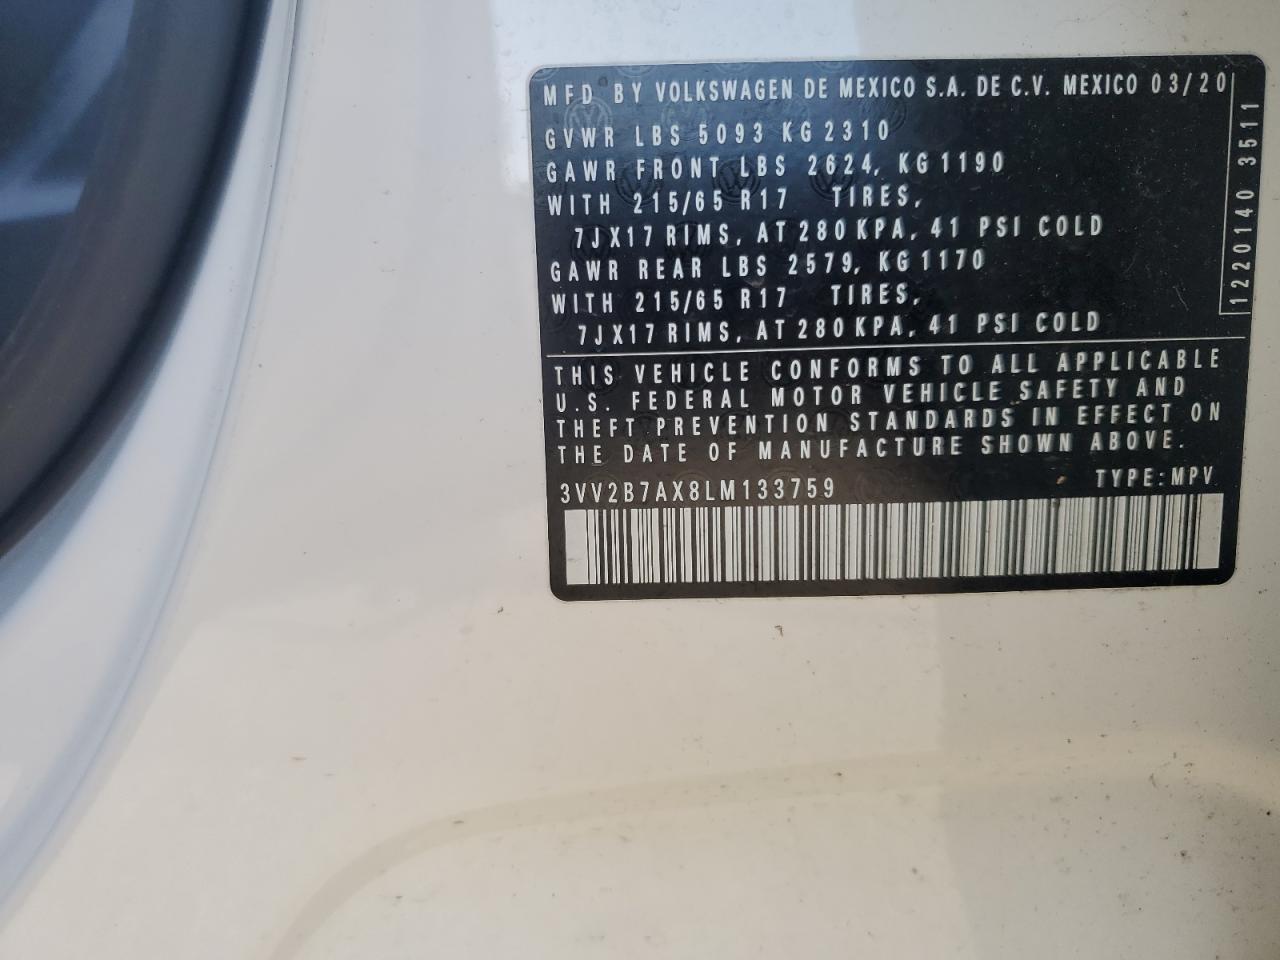 MFD BY VOLKSWAGEN DE MEXICO S.A. DE C.V. MEXICO 03/20
GVWR LBS 5093 KG 2310
GAWR FRONT LBS 2624, KG 1190
WITH 215/65 R17 TIRES,
7JX17 RIMS, AT 280 KPA, 41 PSI COLD
GAWR REAR LBS 2579, KG 1170
WITH 215/65 R17 TIRES,
7JX17 RIMS, AT 280 KPA, 41 PSI COLD
1220140 3511
THIS VEHICLE CONFORMS TO ALL APPLICABLE
U.S. FEDERAL MOTOR VEHICLE SAFETY AND
THEFT PREVENTION STANDARDS IN EFFECT ON
THE DATE OF MANUFACTURE SHOWN ABOVE.
3VV2B7AX8LM133759 TYPE:MPV